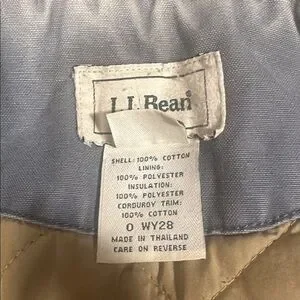 L.L.Bean®
SHELL: 100% COTTON
LINING:
100% POLYESTER
INSULATION:
100% POLYESTER
CORDUROY TRIM:
100% COTTON
0 WY28
MADE IN THAILAND
CARE ON REVERSE